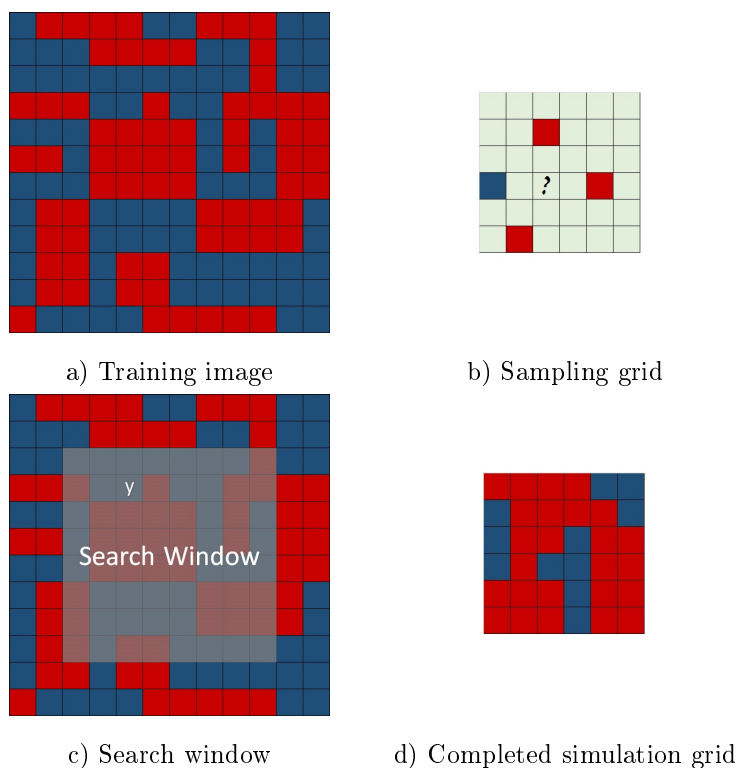 ?
a) Training image
b) Sampling grid
y
Search Window
c) Search window
d) Completed simulation grid